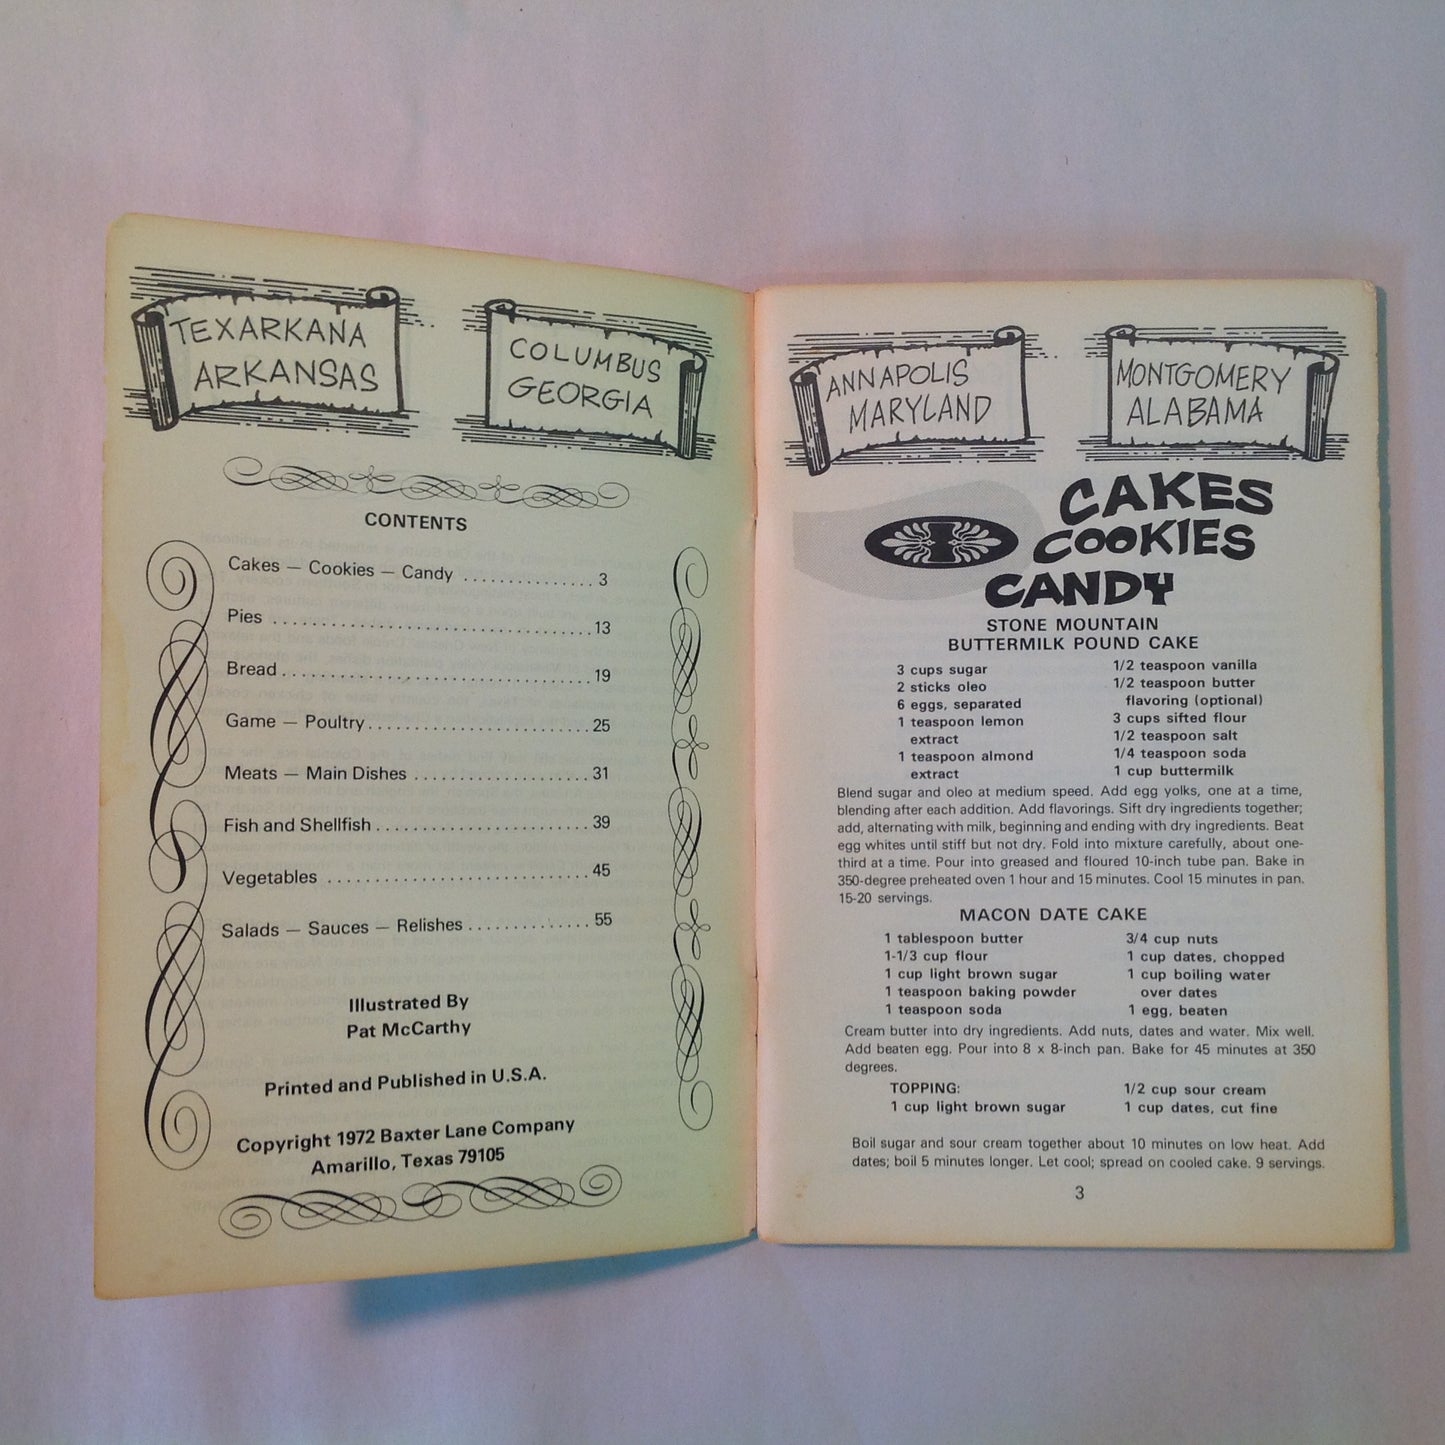 TEXARKANA
ARKANSAS
COLUMBUS
GEORGIA
CONTENTS
Cakes — Cookies — Candy ............... 3
Pies .................................. 13
Bread .................................. 19
Game — Poultry ........................ 25
Meats — Main Dishes .................... 31
Fish and Shellfish ........................ 39
Vegetables ............................. 45
Salads — Sauces — Relishes .............. 55
Illustrated By
Pat McCarthy
Printed and Published in U.S.A.
Copyright 1972 Baxter Lane Company
Amarillo, Texas 79105
ANNAPOLIS
MARYLAND
MONTGOMERY
ALABAMA
CAKES
COOKIES
CANDY
STONE MOUNTAIN
BUTTERMILK POUND CAKE
3 cups sugar
2 sticks oleo
6 eggs, separated
1 teaspoon lemon
extract
1 teaspoon almond
extract
1/2 teaspoon vanilla
1/2 teaspoon butter
flavoring (optional)
3 cups sifted flour
1/2 teaspoon salt
1/4 teaspoon soda
1 cup buttermilk
Blend sugar and oleo at medium speed. Add egg yolks, one at a time,
blending after each addition. Add flavorings. Sift dry ingredients together;
add, alternating with milk, beginning and ending with dry ingredients. Beat
egg whites until stiff but not dry. Fold into mixture carefully, about one-
third at a time. Pour into greased and floured 10-inch tube pan. Bake in
350-degree preheated oven 1 hour and 15 minutes. Cool 15 minutes in pan.
15-20 servings.
MACON DATE CAKE
1 tablespoon butter
1-1/3 cup flour
1 cup light brown sugar
1 teaspoon baking powder
1 teaspoon soda
3/4 cup nuts
1 cup dates, chopped
1 cup boiling water
over dates
1 egg, beaten
Cream butter into dry ingredients. Add nuts, dates and water. Mix well.
Add beaten egg. Pour into 8 x 8-inch pan. Bake for 45 minutes at 350
degrees.
TOPPING:
1 cup light brown sugar
1/2 cup sour cream
1 cup dates, cut fine
Boil sugar and sour cream together about 10 minutes on low heat. Add
dates; boil 5 minutes longer. Let cool; spread on cooled cake. 9 servings.
3